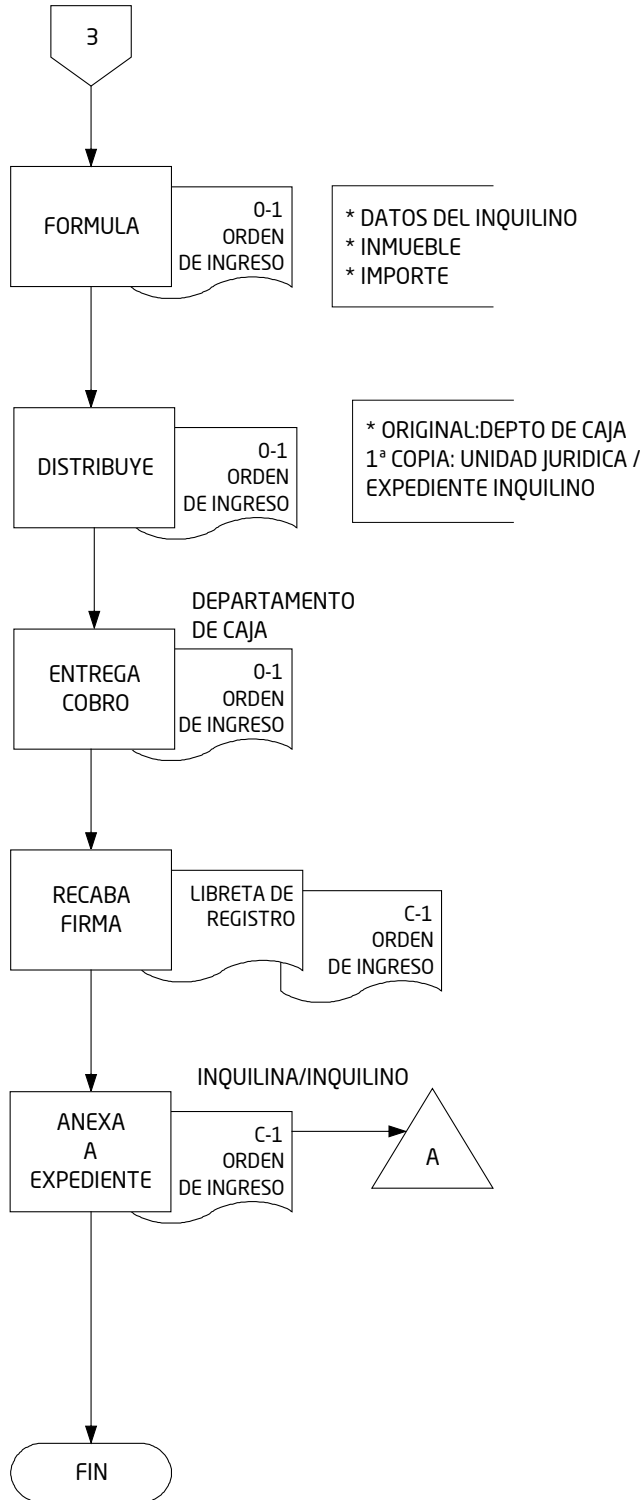 3
FORMULA
0-1
ORDEN
DE INGRESO
* DATOS DEL INQUILINO
* INMUEBLE
* IMPORTE
DISTRIBUYE
0-1
ORDEN
DE INGRESO
* ORIGINAL:DEPTO DE CAJA
1ª COPIA: UNIDAD JURIDICA /
EXPEDIENTE INQUILINO
DEPARTAMENTO
DE CAJA
ENTREGA
COBRO
0-1
ORDEN
DE INGRESO
RECABA
FIRMA
LIBRETA DE
REGISTRO
C-1
ORDEN
DE INGRESO
INQUILINA/INQUILINO
ANEXA
A
EXPEDIENTE
C-1
ORDEN
DE INGRESO
A
FIN